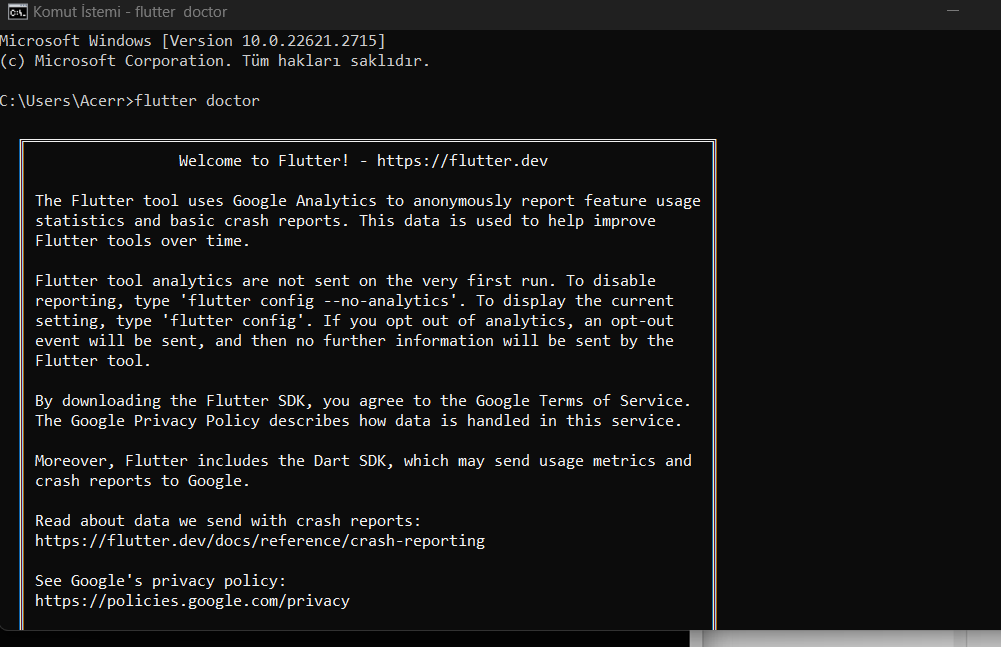 Komut İstemi - flutter  doctor
Microsoft Windows [Version 10.0.22621.2715]
(c) Microsoft Corporation. Tüm hakları saklıdır.
C:\Users\Acerr>flutter doctor
Welcome to Flutter! - https://flutter.dev
The Flutter tool uses Google Analytics to anonymously report feature usage
statistics and basic crash reports. This data is used to help improve
Flutter tools over time.
Flutter tool analytics are not sent on the very first run. To disable
reporting, type 'flutter config --no-analytics'. To display the current
setting, type 'flutter config'. If you opt out of analytics, an opt-out
event will be sent, and then no further information will be sent by the
Flutter tool.
By downloading the Flutter SDK, you agree to the Google Terms of Service.
The Google Privacy Policy describes how data is handled in this service.
Moreover, Flutter includes the Dart SDK, which may send usage metrics and
crash reports to Google.
Read about data we send with crash reports:
https://flutter.dev/docs/reference/crash-reporting
See Google's privacy policy:
https://policies.google.com/privacy